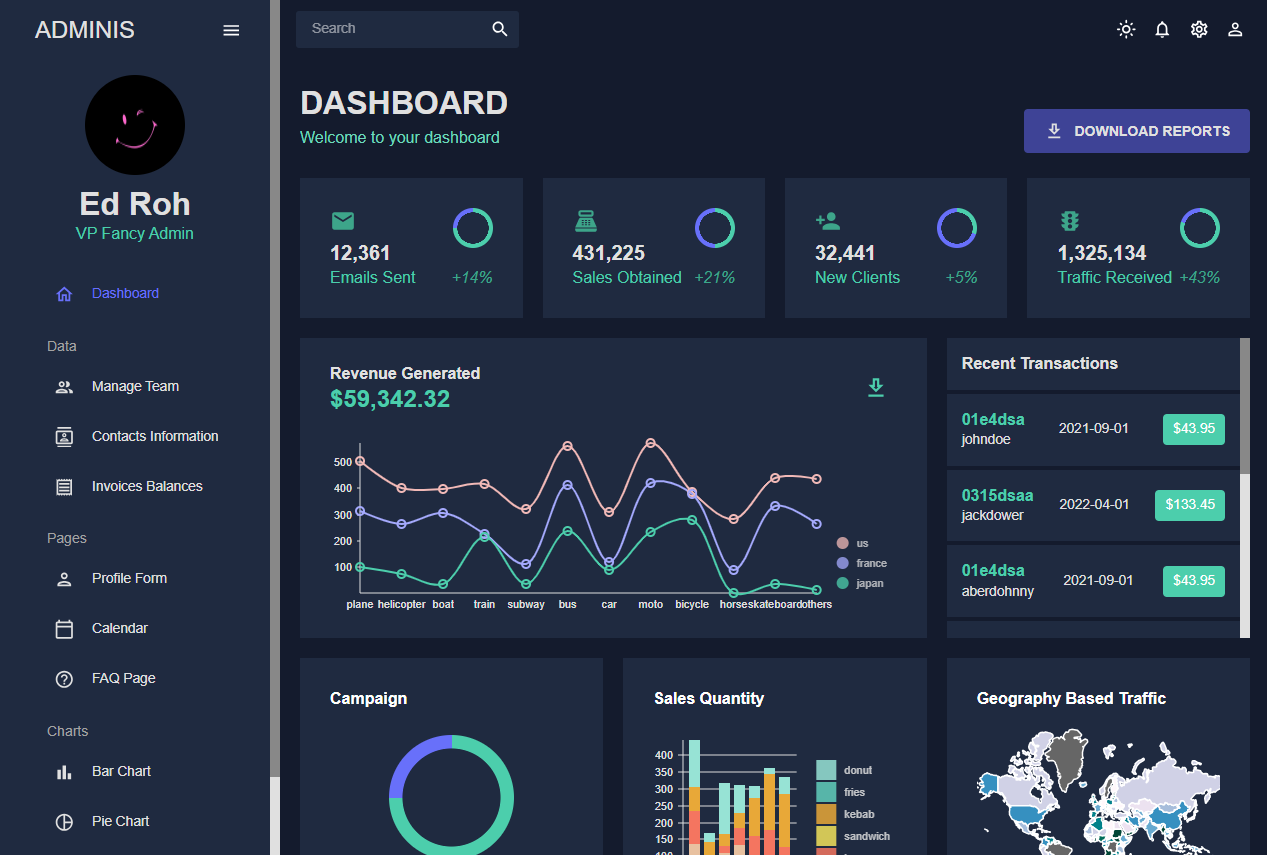 ADMINIS
Ed Roh
VP Fancy Admin
Dashboard
Data
Manage Team
Contacts Information
Invoices Balances
Pages
Profile Form
Calendar
FAQ Page
Charts
Bar Chart
Pie Chart
Search
DASHBOARD
Welcome to your dashboard
DOWNLOAD REPORTS
12,361
Emails Sent +14%
431,225
Sales Obtained +21%
32,441
New Clients +5%
1,325,134
Traffic Received +43%
Revenue Generated
$59,342.32
500
400
300
200
100
plane helicopter boat train subway bus car moto bicycle horse skateboard others
us
france
japan
Recent Transactions
01e4dsa
johndoe
2021-09-01
$43.95
0315dsaa
jackdower
2022-04-01
$133.45
01e4dsa
aberdohnny
2021-09-01
$43.95
Campaign
Sales Quantity
400
350
300
250
200
150
100
donut
fries
kebab
sandwich
Geography Based Traffic